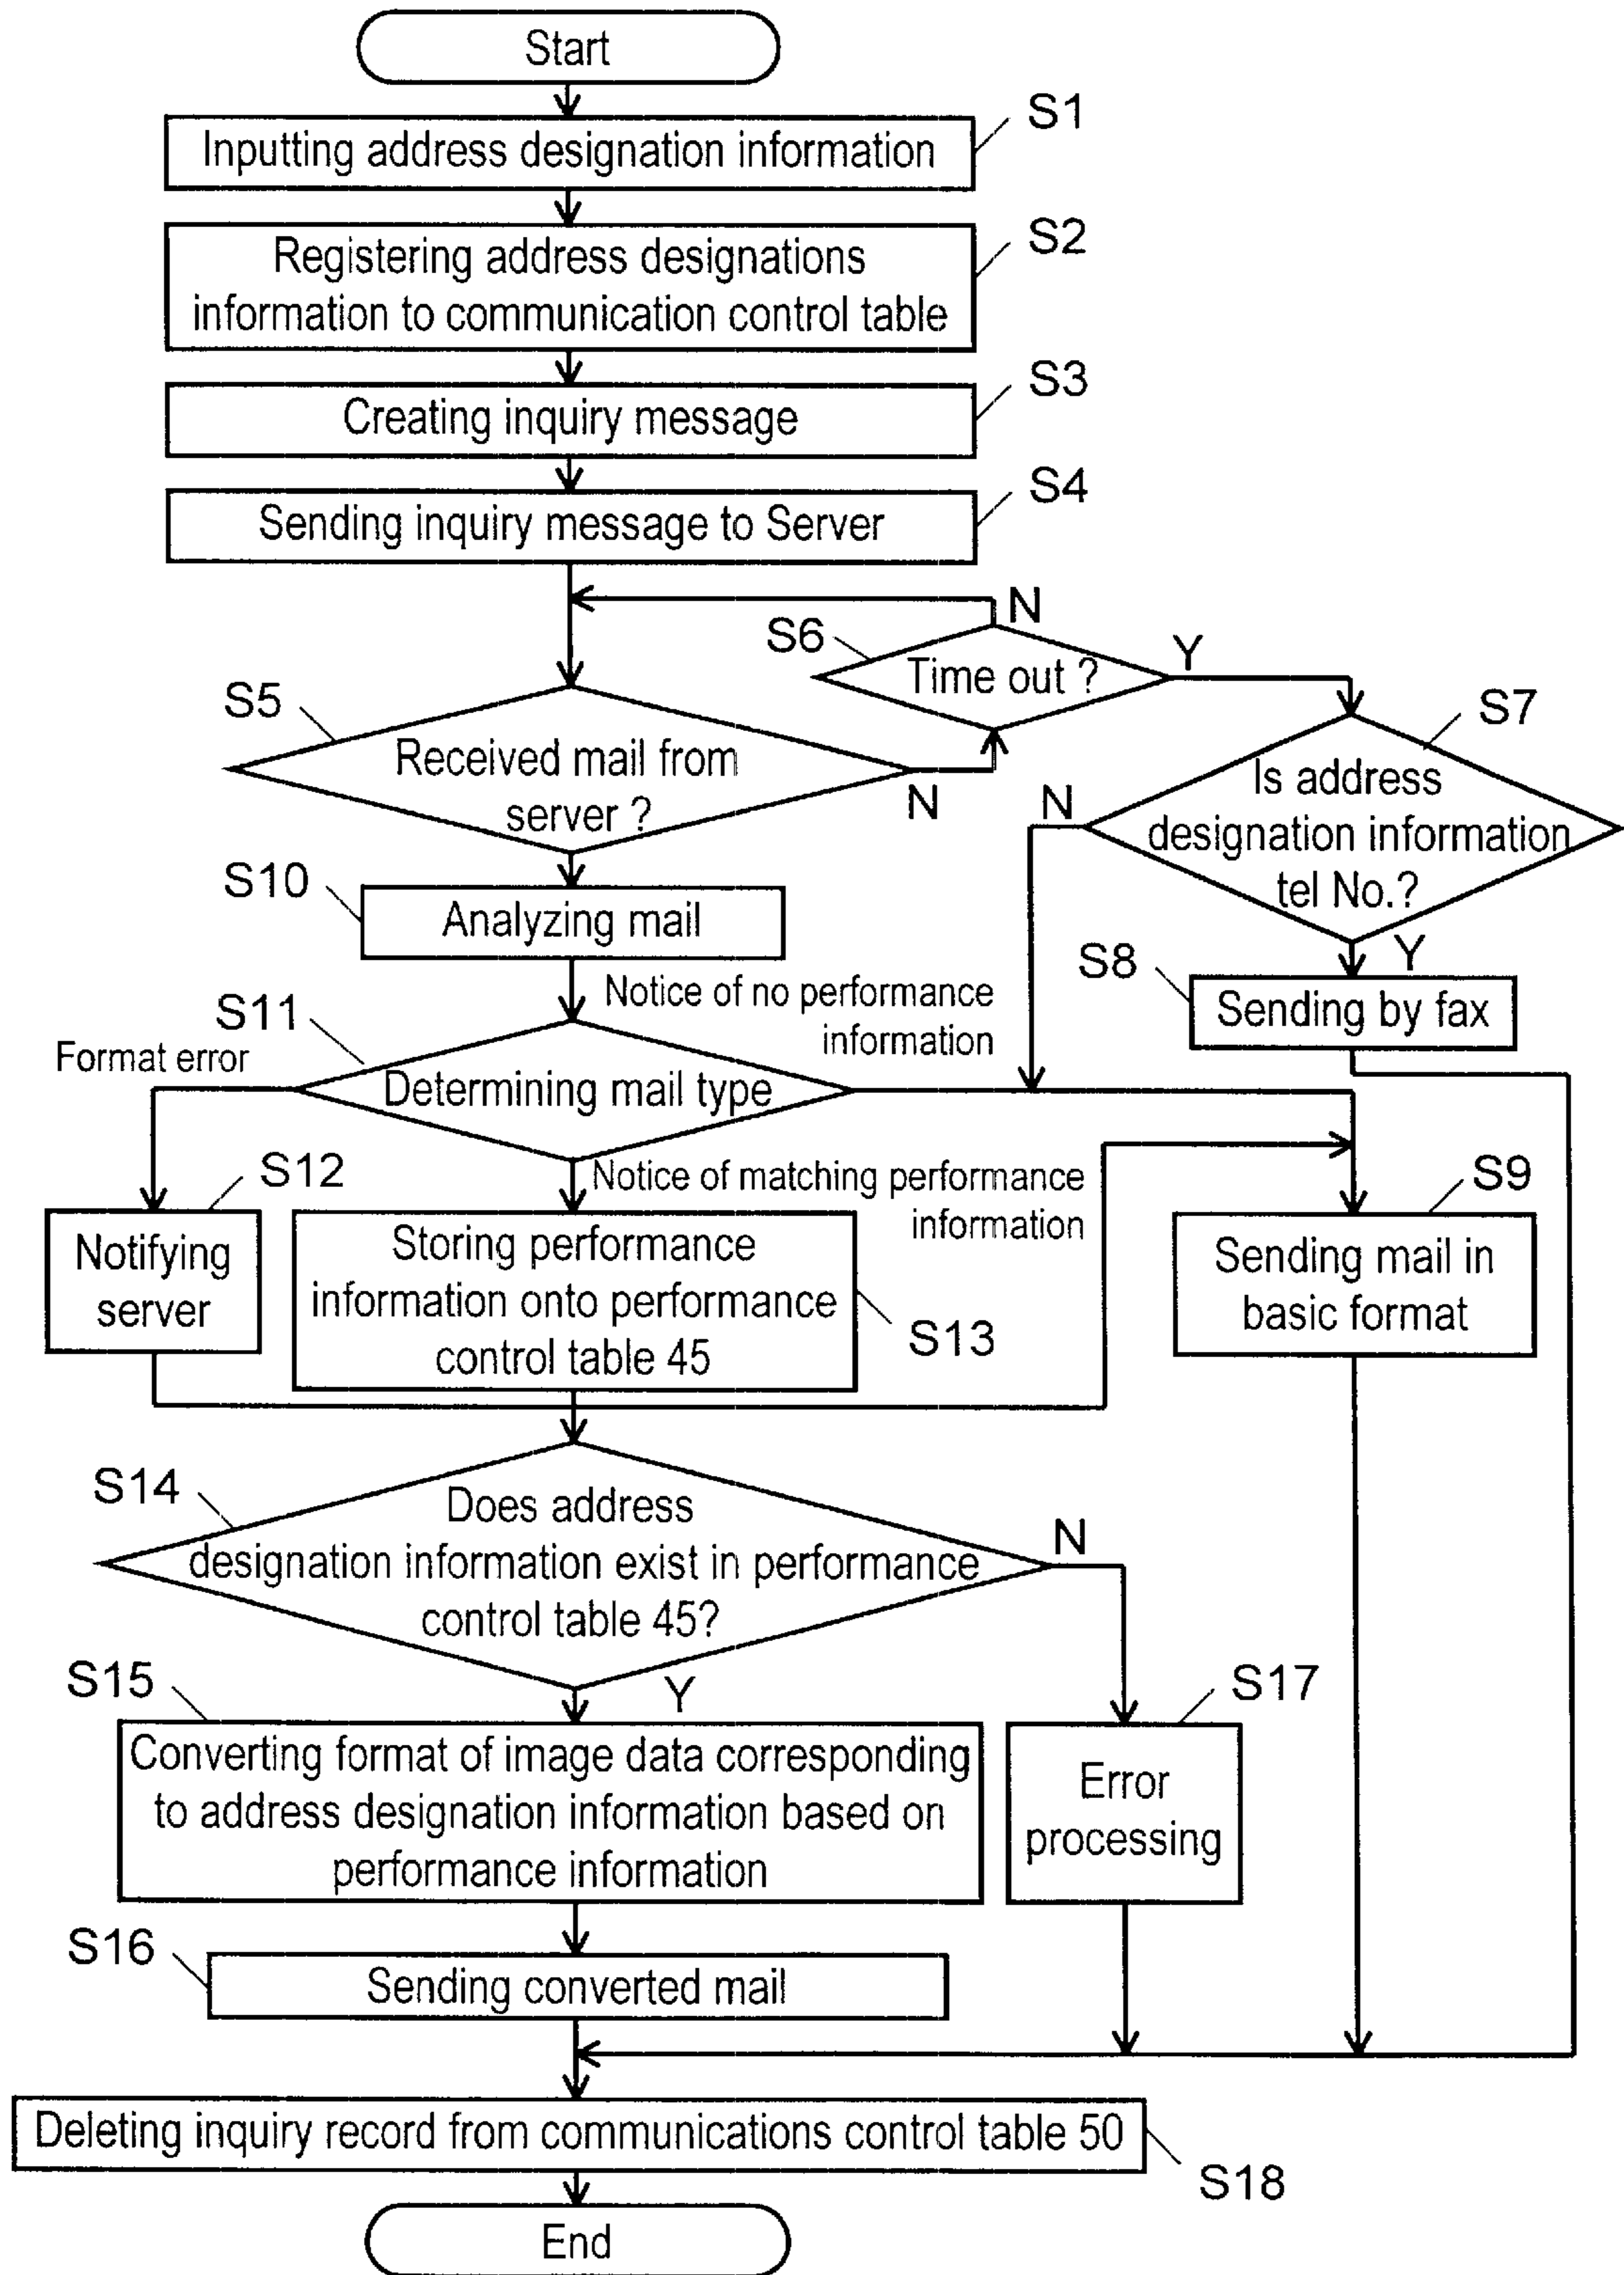 Start
S1
Inputting address designation information
S2
Registering address designations
information to communication control table
S3
Creating inquiry message
S4
Sending inquiry message to Server
N
S6
Time out ?
Y
S5
Received mail from
server ?
N
S7
Is address
designation information
tel No.?
N
Y
S10
Analyzing mail
S8
Sending by fax
Notice of no performance
information
S11
Format error
Determining mail type
S12
Notifying
server
Notice of matching performance
information
Storing performance
information onto performance
control table 45
S13
S9
Sending mail in
basic format
S14
Does address
designation information exist in performance
control table 45?
N
Y
S15
Converting format of image data corresponding
to address designation information based on
performance information
S17
Error
processing
S16
Sending converted mail
Deleting inquiry record from communications control table 50
S18
End